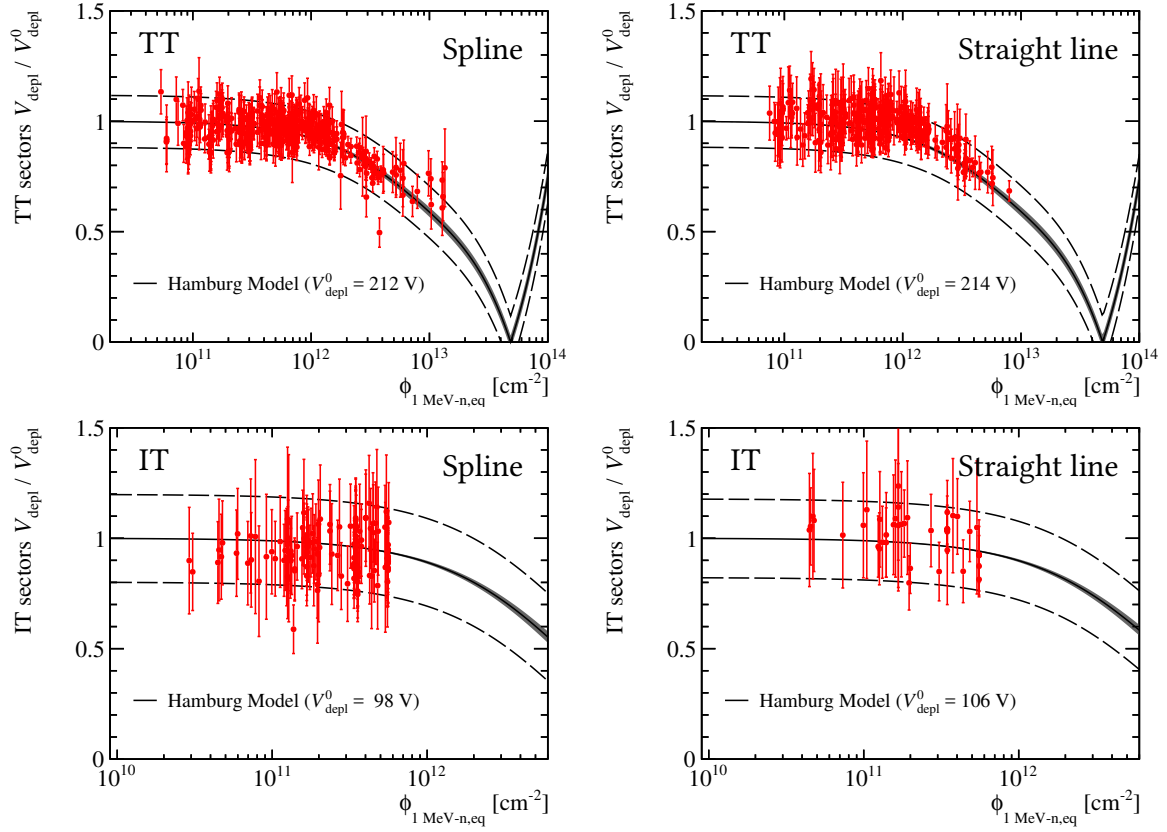 TT
Spline
TT sectors V_depl / V^0_depl
1.5
1
0.5
0
Hamburg Model (V^0_depl = 212 V)
10^11
10^12
10^13
10^14
ϕ_1 MeV-n,eq [cm^-2]
TT
Straight line
TT sectors V_depl / V^0_depl
1.5
1
0.5
0
Hamburg Model (V^0_depl = 214 V)
10^11
10^12
10^13
10^14
ϕ_1 MeV-n,eq [cm^-2]
IT
Spline
IT sectors V_depl / V^0_depl
1.5
1
0.5
0
Hamburg Model (V^0_depl = 98 V)
10^10
10^11
10^12
ϕ_1 MeV-n,eq [cm^-2]
IT
Straight line
IT sectors V_depl / V^0_depl
1.5
1
0.5
0
Hamburg Model (V^0_depl = 106 V)
10^10
10^11
10^12
ϕ_1 MeV-n,eq [cm^-2]